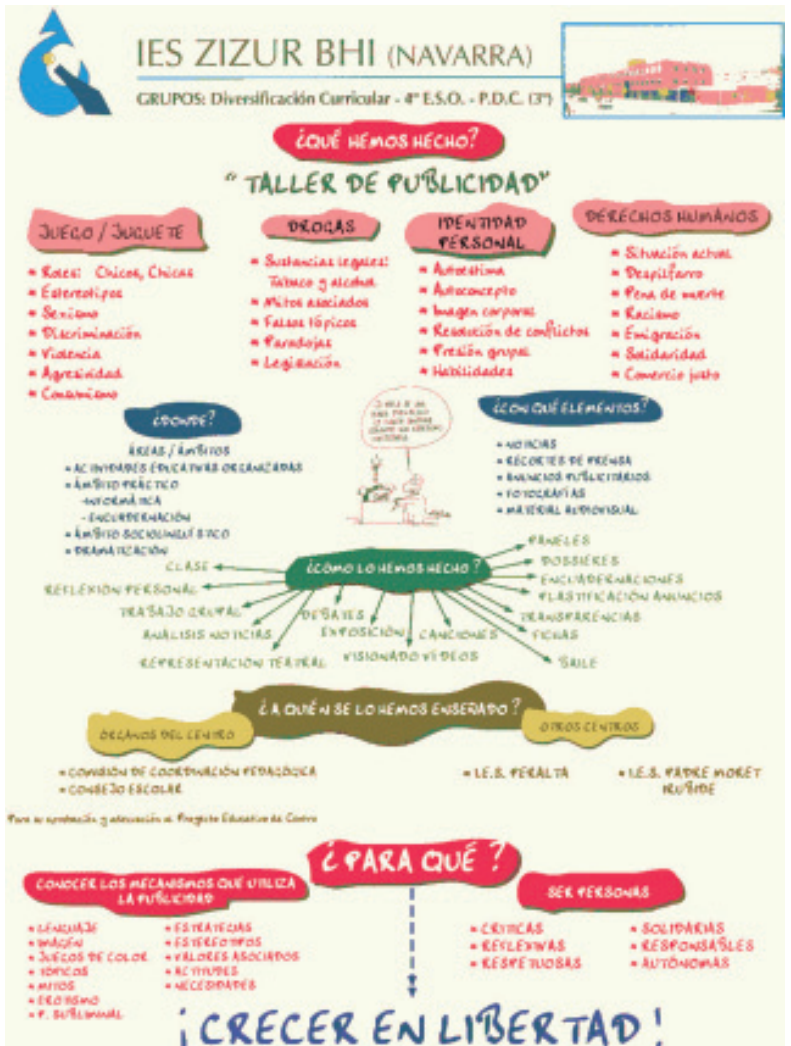 IES ZIZUR BHI (NAVARRA)
GRUPOS: Diversificación Curricular - 4º E.S.O. - P.D.C. (3º)
¿QUÉ HEMOS HECHO?
"TALLER DE PUBLICIDAD"
JUEGO / JUGUETE
* Roles: Chicos, Chicas
* Estereotipos
* Sexismo
* Discriminación
* Violencia
* Agresividad
* Consumismo
DROGAS
* Sustancias legales:
Tabaco y alcohol
* Mitos asociados
* Falsos tópicos
* Paradojas
* Legislación
IDENTIDAD
PERSONAL
* Autoestima
* Autoconcepto
* Imagen corporal
* Resolución de conflictos
* Presión grupal
* Habilidades
DERECHOS HUMANOS
* Situación actual
* Despilfarro
* Pena de muerte
* Racismo
* Emigración
* Solidaridad
* Comercio justo
¿DONDE?
ÁREAS / ÁMBITOS
* ACTIVIDADES EDUCATIVAS ORGANIZADAS
* ÁMBITO PRÁCTICO
-INFORMÁTICA
-ENCUADERNACIÓN
* ÁMBITO SOCIOLINGÜÍSTICO
* DRAMATIZACIÓN
¿CON QUÉ ELEMENTOS?
* NOTICIAS
* RECORTES DE PRENSA
* ANUNCIOS PUBLICITARIOS
* FOTOGRAFÍAS
* MATERIAL AUDIOVISUAL
¿CÓMO LO HEMOS HECHO?
CLASE
REFLEXIÓN PERSONAL
TRABAJO GRUPAL
ANÁLISIS NOTICIAS
REPRESENTACIÓN TEATRAL
DEBATES
EXPOSICIÓN
VISIONADO VÍDEOS
CANCIONES
PANELES
DOSSIERES
ENCUADERNACIONES
PLASTIFICACIÓN ANUNCIOS
TRANSPARENCIAS
FICHAS
BAILE
¿A QUIÉN SE LO HEMOS ENSEÑADO?
ÓRGANOS DEL CENTRO
* COMISIÓN DE COORDINACIÓN PEDAGÓGICA
* CONSEJO ESCOLAR
Para su aprobación y adecuación al Proyecto Educativo de Centro
OTROS CENTROS
* I.E.S. PERALTA
* I.E.S. PADRE MORET
IRUBIDE
¿PARA QUÉ?
CONOCER LOS MECANISMOS QUE UTILIZA
LA PUBLICIDAD
* LENGUAJE
* IMAGEN
* JUEGOS DE COLOR
* TÓPICOS
* MITOS
* EROTISMO
* P. SUBLIMINAL
* ESTRATEGIAS
* ESTEREOTIPOS
* VALORES ASOCIADOS
* ACTITUDES
* NECESIDADES
SER PERSONAS
* CRITICAS
* REFLEXIVAS
* RESPETUOSAS
* SOLIDARIAS
* RESPONSABLES
* AUTÓNOMAS
¡CRECER EN LIBERTAD!